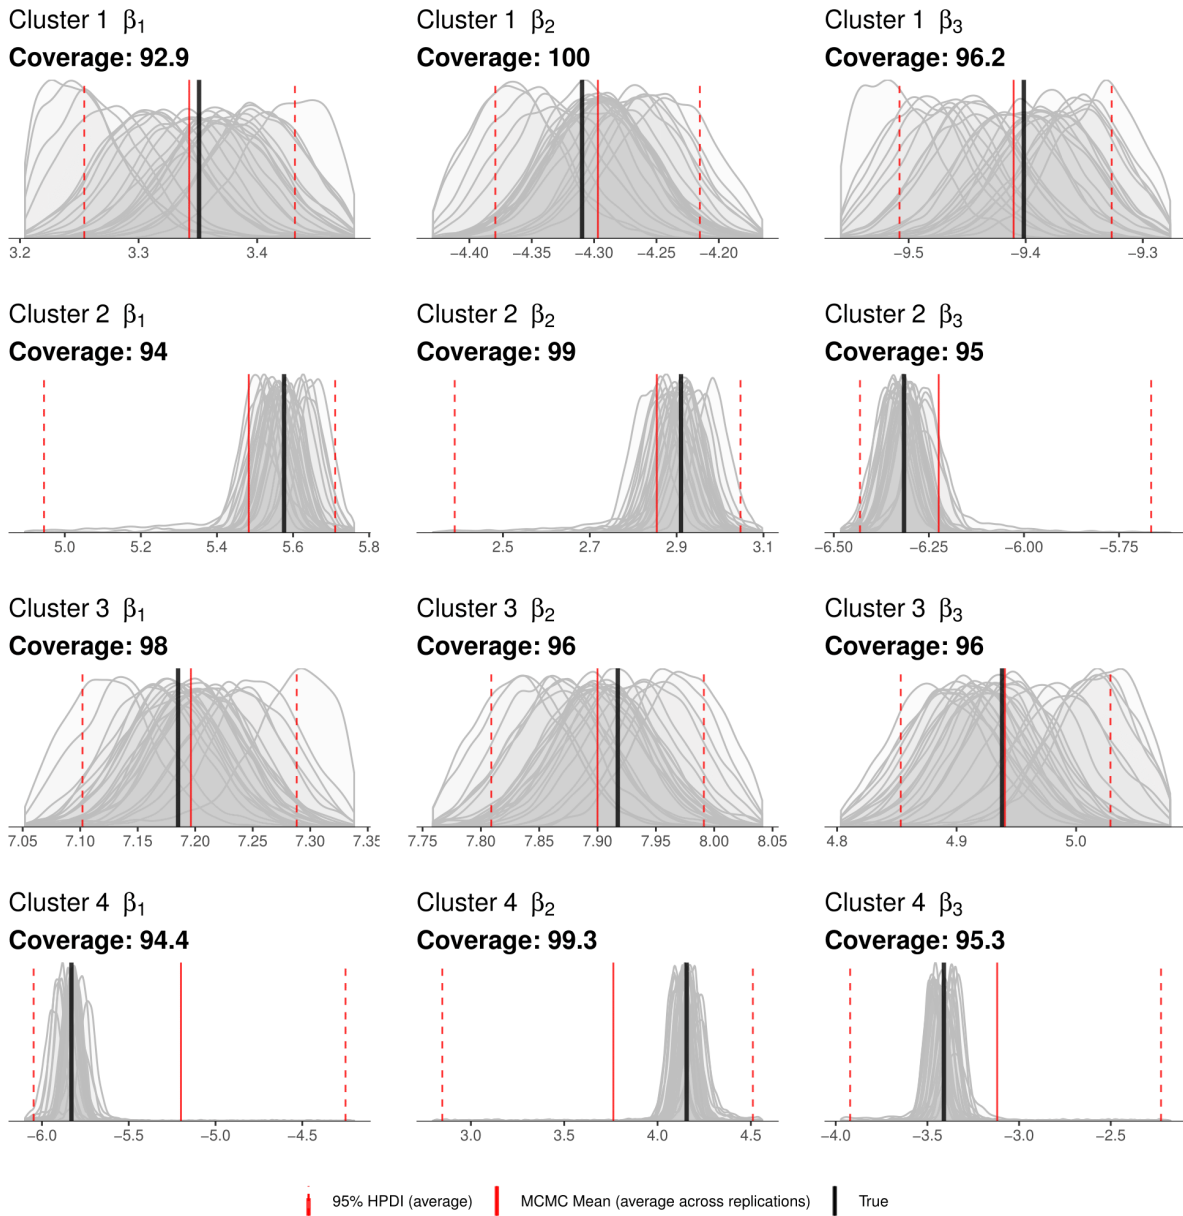 Cluster 1 β1 Cluster 1 β2 Cluster 1 β3
Coverage: 92.9 Coverage: 100 Coverage: 96.2
3.2 3.3 3.4 −4.40 −4.35 −4.30 −4.25 −4.20 −9.5 −9.4 −9.3
Cluster 2 β1 Cluster 2 β2 Cluster 2 β3
Coverage: 94 Coverage: 99 Coverage: 95
5.0 5.2 5.4 5.6 5.8 2.5 2.7 2.9 3.1 −6.50 −6.25 −6.00 −5.75
Cluster 3 β1 Cluster 3 β2 Cluster 3 β3
Coverage: 98 Coverage: 96 Coverage: 96
7.05 7.10 7.15 7.20 7.25 7.30 7.35 7.75 7.80 7.85 7.90 7.95 8.00 8.05 4.8 4.9 5.0
Cluster 4 β1 Cluster 4 β2 Cluster 4 β3
Coverage: 94.4 Coverage: 99.3 Coverage: 95.3
−6.0 −5.5 −5.0 −4.5 3.0 3.5 4.0 4.5 −4.0 −3.5 −3.0 −2.5
95% HPDI (average) MCMC Mean (average across replications) True